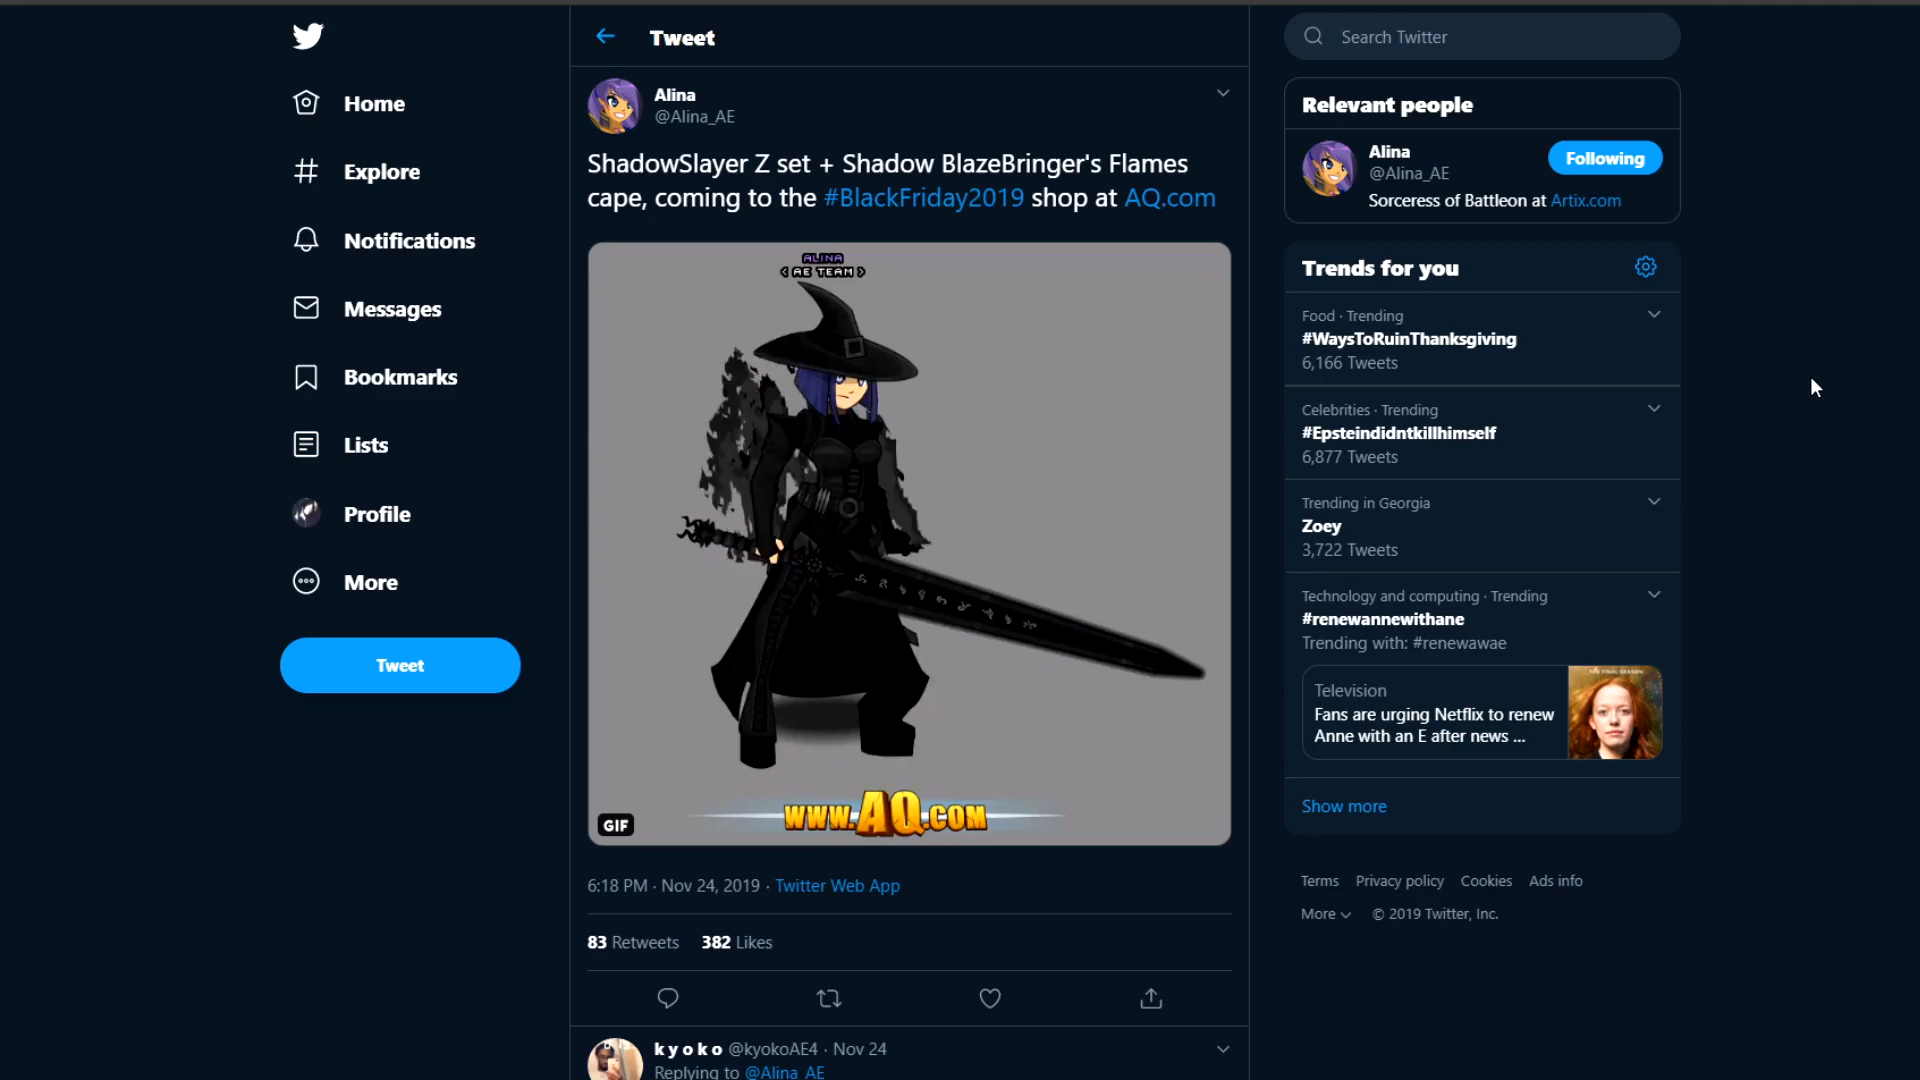 Home
Explore
Notifications
Messages
Bookmarks
Lists
Profile
More
Tweet
Tweet
Alina
@Alina_AE
ShadowSlayer Z set + Shadow BlazeBringer's Flames
cape, coming to the #BlackFriday2019 shop at AQ.com
ALINA
< AE TEAM >
www.AQ.com
GIF
6:18 PM · Nov 24, 2019 · Twitter Web App
83 Retweets 382 Likes
k y o k o @kyokoAE4 · Nov 24
Replying to @Alina_AE
Search Twitter
Relevant people
Alina
@Alina_AE
Following
Sorceress of Battleon at Artix.com
Trends for you
Food · Trending
#WaysToRuinThanksgiving
6,166 Tweets
Celebrities · Trending
#Epsteindidntkillhimself
6,877 Tweets
Trending in Georgia
Zoey
3,722 Tweets
Technology and computing · Trending
#renewannewithane
Trending with: #renewawae
Television
Fans are urging Netflix to renew
Anne with an E after news ...
Show more
Terms Privacy policy Cookies Ads info
More © 2019 Twitter, Inc.